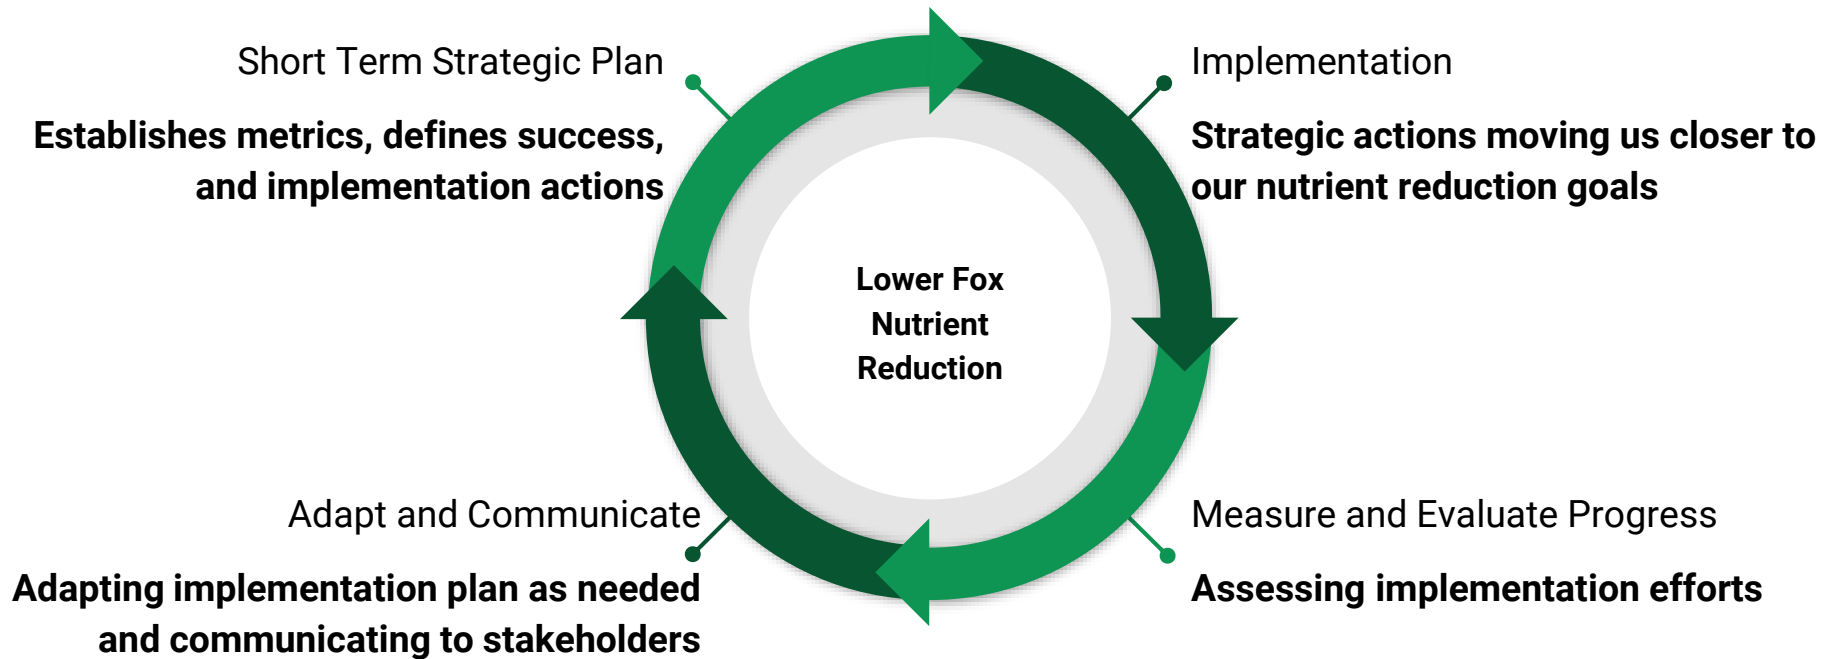 Short Term Strategic Plan
Establishes metrics, defines success,
and implementation actions
Implementation
Strategic actions moving us closer to
our nutrient reduction goals
Lower Fox
Nutrient
Reduction
Adapt and Communicate
Adapting implementation plan as needed
and communicating to stakeholders
Measure and Evaluate Progress
Assessing implementation efforts